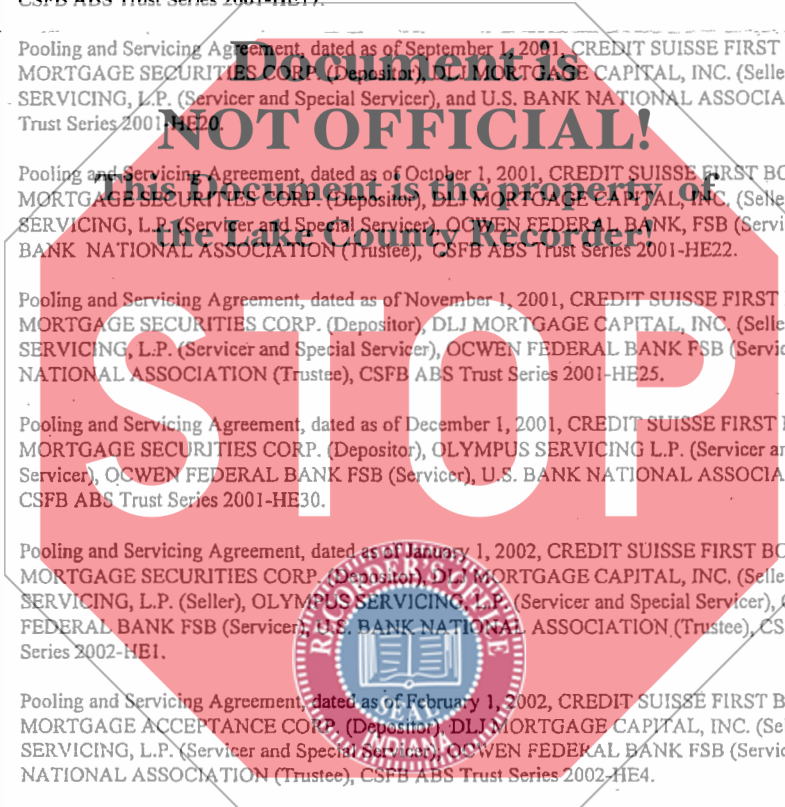 CSFB ABS Trust Series 2001-HE17.
Pooling and Servicing Agreement, dated as of September 1, 2001, CREDIT SUISSE FIRST
MORTGAGE SECURITIES CORP. (Depositor), DLJ MORTGAGE CAPITAL, INC. (Selle
SERVICING, L.P. (Servicer and Special Servicer), and U.S. BANK NATIONAL ASSOCIA
Trust Series 2001-HE20.
Document is
NOT OFFICIAL!
This Document is the property of
the Lake County Recorder!
Pooling and Servicing Agreement, dated as of October 1, 2001, CREDIT SUISSE FIRST BO
MORTGAGE SECURITIES CORP. (Depositor), DLJ MORTGAGE CAPITAL, INC, (Selle
SERVICING, L.P. (Servicer and Special Servicer), OCWEN FEDERAL BANK, FSB (Servi
BANK NATIONAL ASSOCIATION (Trustee), CSFB ABS Trust Series 2001-HE22.
Pooling and Servicing Agreement, dated as of November 1, 2001, CREDIT SUISSE FIRST
MORTGAGE SECURITIES CORP. (Depositor), DLJ MORTGAGE CAPITAL, INC. (Selle
SERVICING, L.P. (Servicer and Special Servicer), OCWEN FEDERAL BANK FSB (Servic
NATIONAL ASSOCIATION (Trustee), CSFB ABS Trust Series 2001-HE25.
STOP
Pooling and Servicing Agreement, dated as of December 1, 2001, CREDIT SUISSE FIRST
MORTGAGE SECURITIES CORP. (Depositor), OLYMPUS SERVICING L.P. (Servicer an
Servicer), OCWEN FEDERAL BANK FSB (Servicer), U.S. BANK NATIONAL ASSOCIA
CSFB ABS Trust Series 2001-HE30.
Pooling and Servicing Agreement, dated as of January 1, 2002, CREDIT SUISSE FIRST BO
MORTGAGE SECURITIES CORP. (Depositor), DLJ MORTGAGE CAPITAL, INC. (Selle
SERVICING, L.P. (Seller), OLYMPUS SERVICING, L.P. (Servicer and Special Servicer),
FEDERAL BANK FSB (Servicer), U.S. BANK NATIONAL ASSOCIATION (Trustee), CS
Series 2002-HE1.
SEAL
Pooling and Servicing Agreement, dated as of February 1, 2002, CREDIT SUISSE FIRST B
MORTGAGE ACCEPTANCE CORP. (Depositor), DLJ MORTGAGE CAPITAL, INC. (Se
SERVICING, L.P. (Servicer and Special Servicer), OCWEN FEDERAL BANK FSB (Servic
NATIONAL ASSOCIATION (Trustee), CSFB ABS Trust Series 2002-HE4.